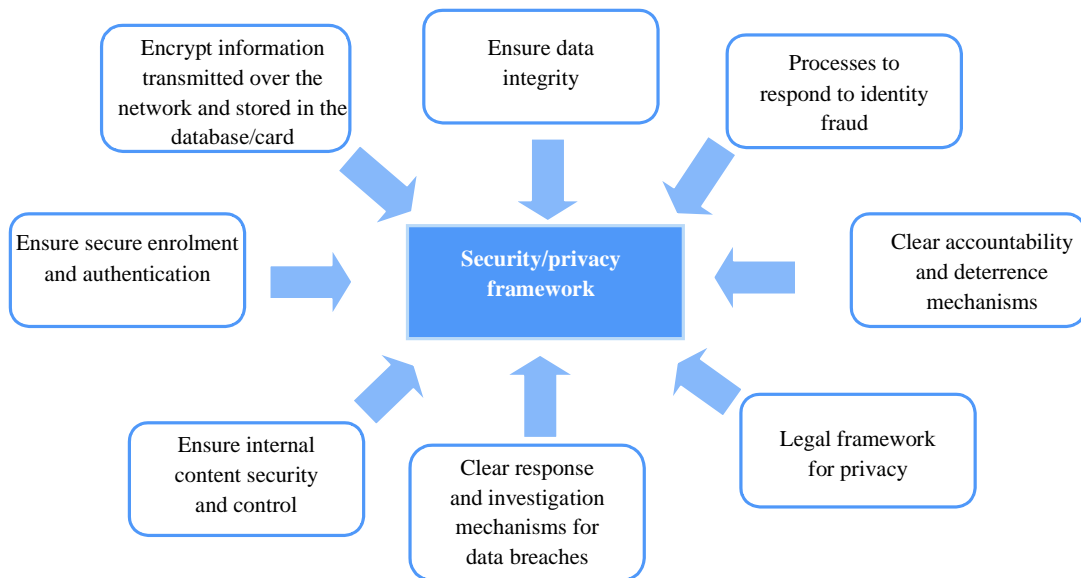 Encrypt information
transmitted over the
network and stored in the
database/card
Ensure data
integrity
Processes to
respond to identity
fraud
Ensure secure enrolment
and authentication
Security/privacy
framework
Clear accountability
and deterrence
mechanisms
Ensure internal
content security
and control
Clear response
and investigation
mechanisms for
data breaches
Legal framework
for privacy